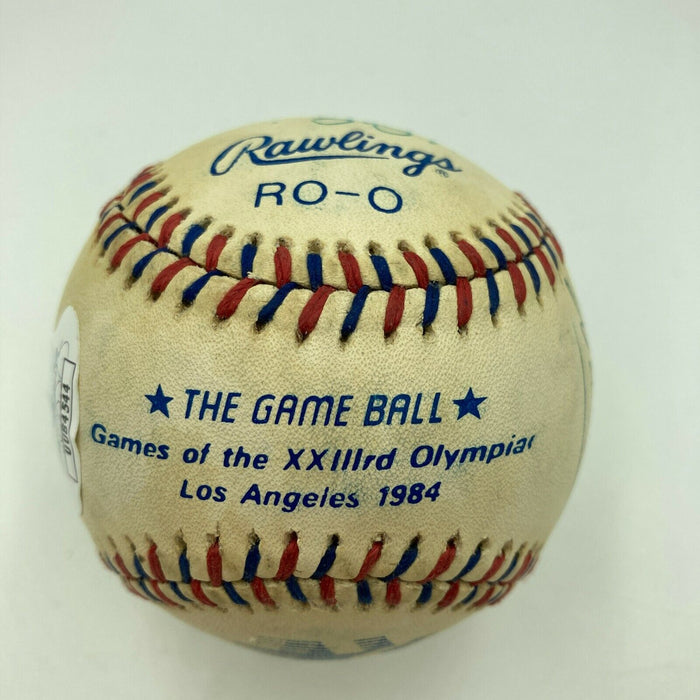 Rawlings®
RO-O
★ THE GAME BALL ★
Games of the XXIIIrd Olympiad
Los Angeles 1984